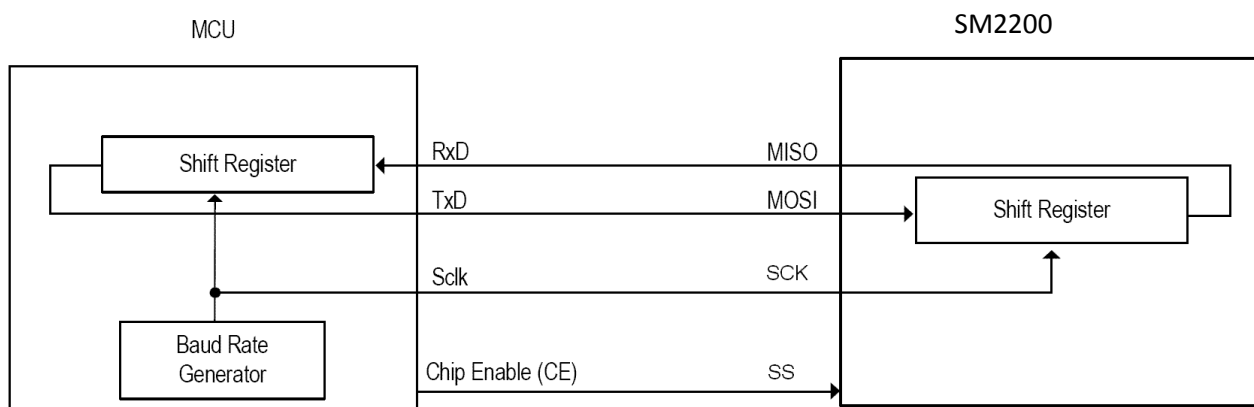 MCU
SM2200
Shift Register
RxD
MISO
TxD
MOSI
Shift Register
Sclk
SCK
Baud Rate
Generator
Chip Enable (CE)
SS